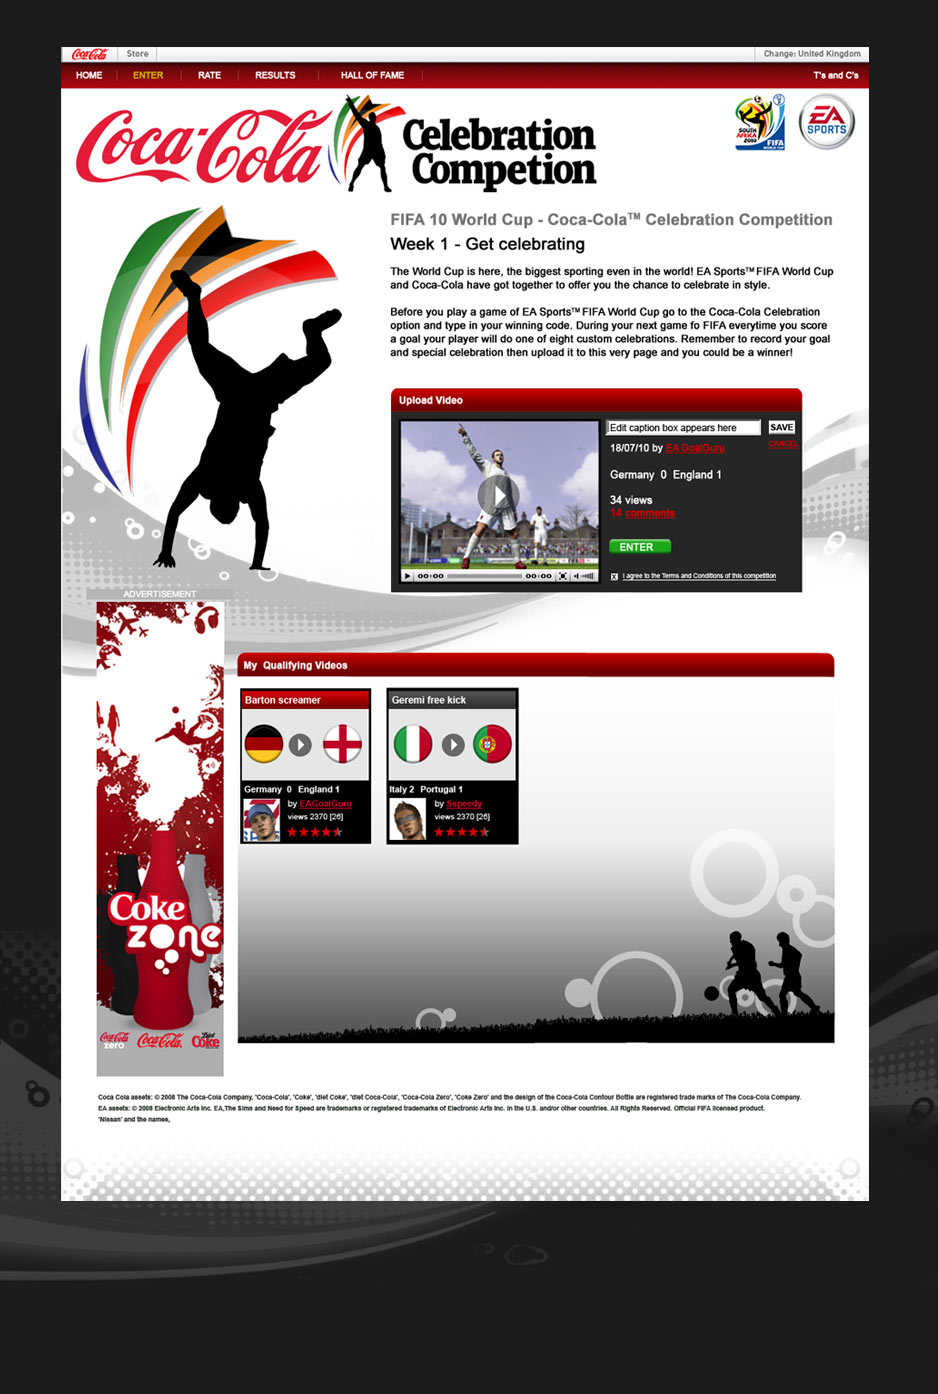 Coca-Cola Store Change: United Kingdom
HOME ENTER RATE RESULTS HALL OF FAME T's and C's
Coca-Cola Celebration
Competion
SOUTH AFRICA 2010 FIFA WORLD CUP
EA SPORTS
FIFA 10 World Cup - Coca-Cola™ Celebration Competition
Week 1 - Get celebrating
The World Cup is here, the biggest sporting even in the world! EA Sports™ FIFA World Cup
and Coca-Cola have got together to offer you the chance to celebrate in style.
Before you play a game of EA Sports™ FIFA World Cup go to the Coca-Cola Celebration
option and type in your winning code. During your next game fo FIFA everytime you score
a goal your player will do one of eight custom celebrations. Remember to record your goal
and special celebration then upload it to this very page and you could be a winner!
Upload Video
Edit caption box appears here SAVE
18/07/10 by EA GoalGuru CANCEL
Germany 0 England 1
34 views
14 comments
ENTER
00:00 00:00
X I agree to the Terms and Conditions of this competition
ADVERTISEMENT
Coke
zone
Coca-Cola zero Coca-Cola Diet Coke
My Qualifying Videos
Barton screamer
Germany 0 England 1
by EAGoalGuru
views 2370 [26]
Geremi free kick
Italy 2 Portugal 1
by Sspeedy
views 2370 [26]
Coca Cola assets: © 2008 The Coca-Cola Company, 'Coca-Cola', 'Coke', 'diet Coke', 'diet Coca-Cola', 'Coca-Cola Zero', 'Coke Zero' and the design of the Coca-Cola Contour Bottle are registered trade marks of The Coca-Cola Company.
EA assets: © 2008 Electronic Arts Inc. EA,The Sims and Need for Speed are trademarks or registered trademarks of Electronic Arts Inc. in the U.S. and/or other countries. All Rights Reserved. Official FIFA licensed product.
'Nissan' and the names,